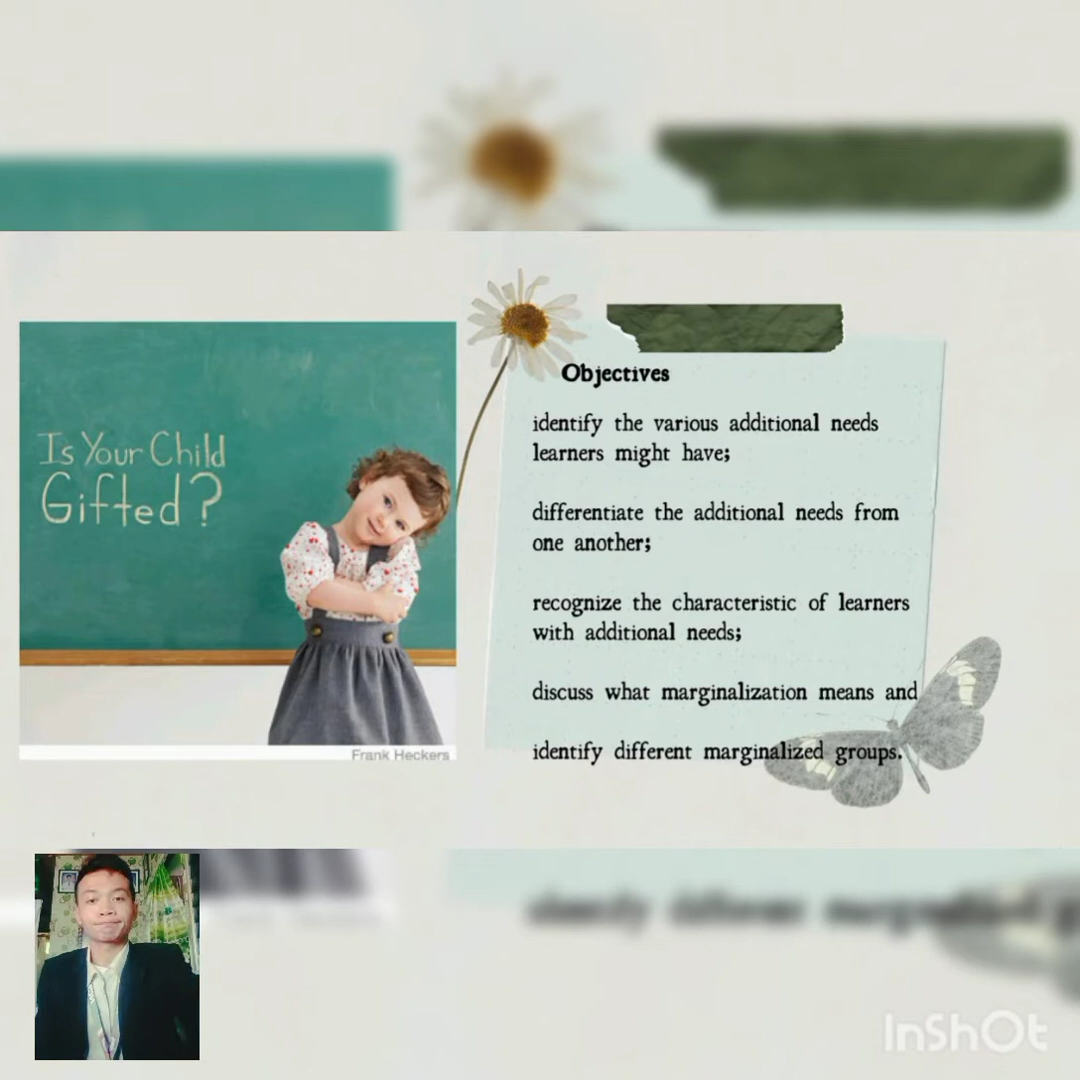 Is Your Child
Gifted?
Frank Heckers
Objectives
identify the various additional needs
learners might have;
differentiate the additional needs from
one another;
recognize the characteristic of learners
with additional needs;
discuss what marginalization means and
identify different marginalized groups.
InShOt